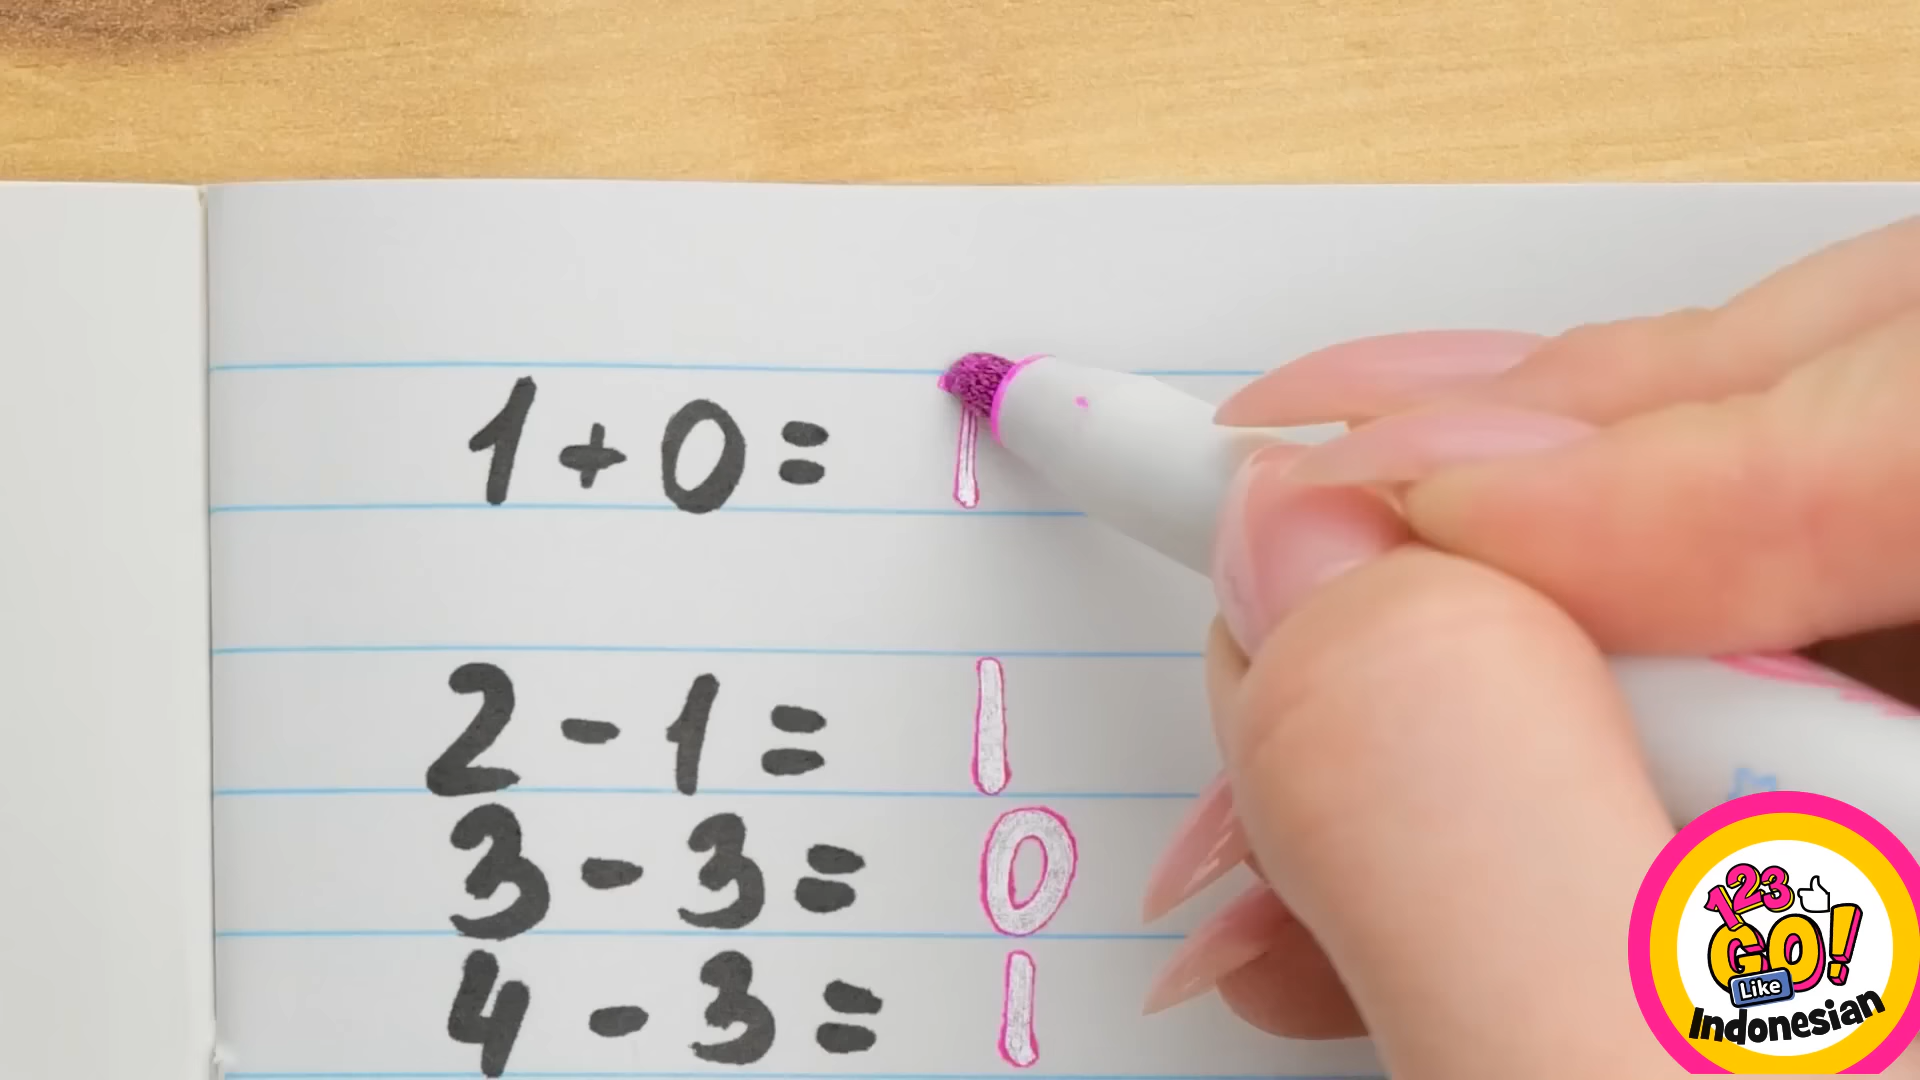 1 + 0 = 1
2 - 1 = 1
3 - 3 = 0
4 - 3 = 1
123
GO!
Like
Indonesian